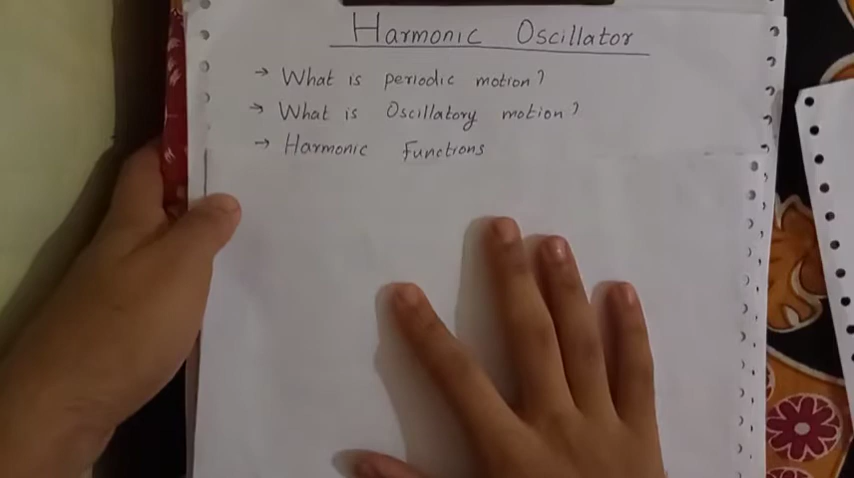 Harmonic Oscillator
→ What is periodic motion?
→ What is Oscillatory motion?
→ Harmonic Functions